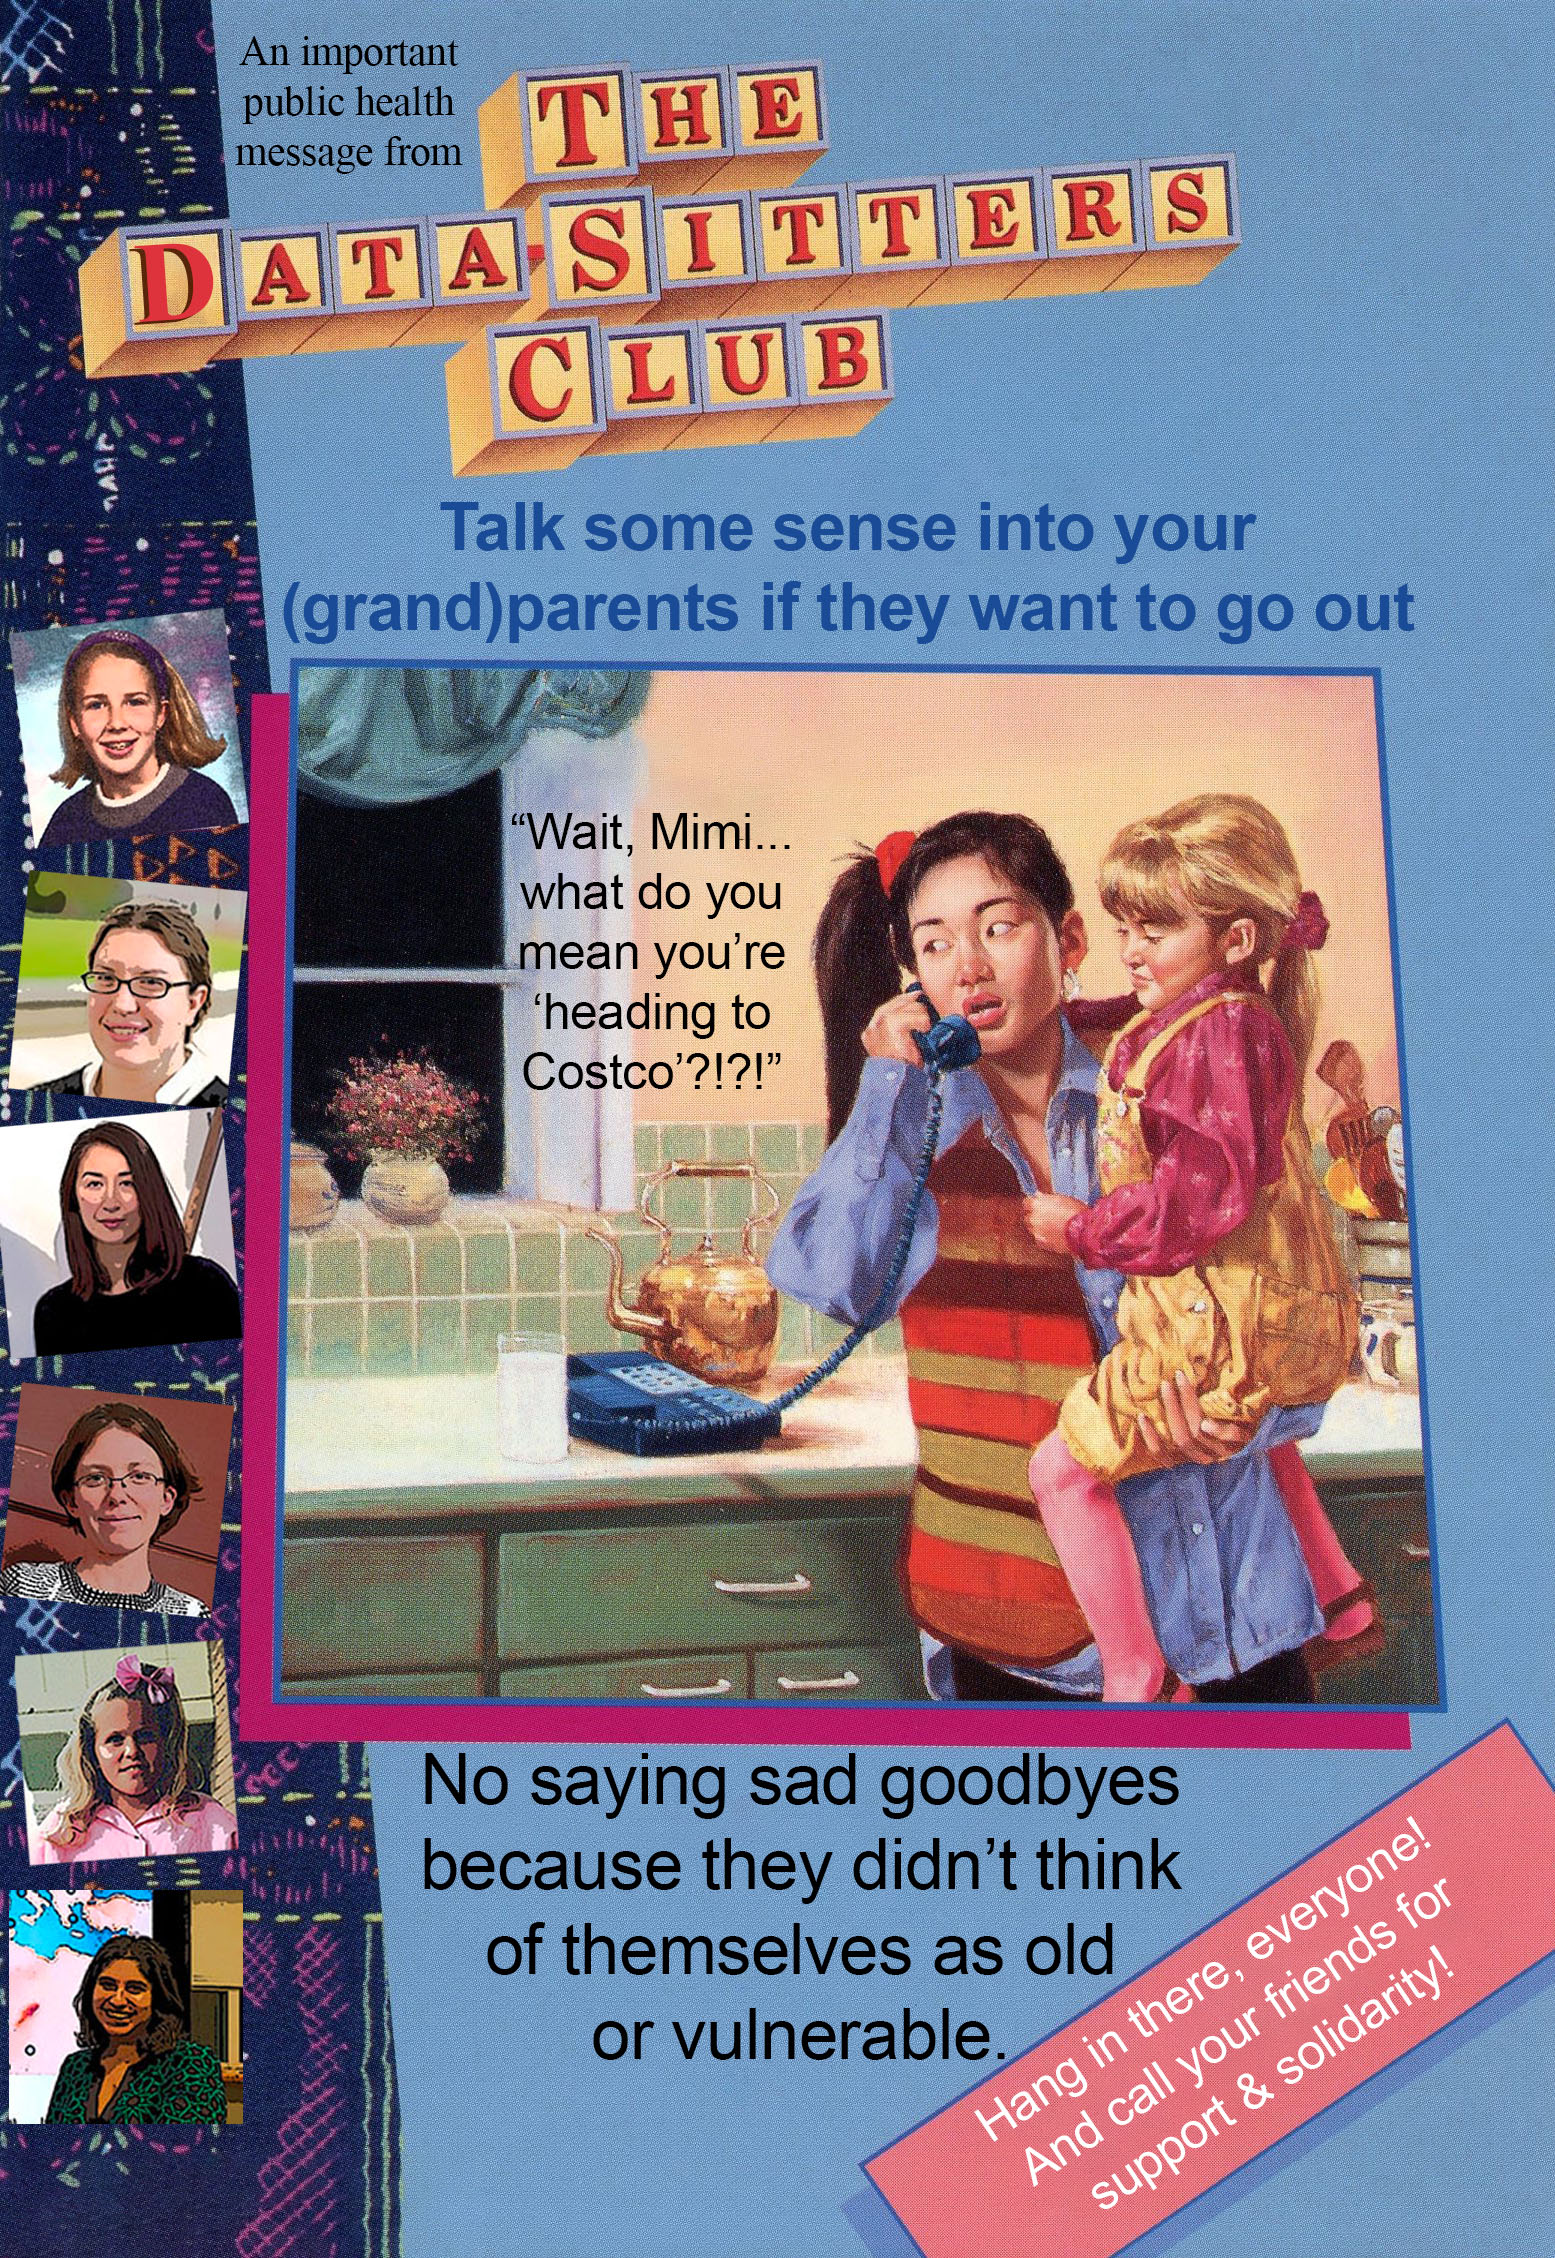 An important
public health
message from
THE
DATA-SITTERS
CLUB
Talk some sense into your
(grand)parents if they want to go out
“Wait, Mimi...
what do you
mean you’re
‘heading to
Costco’?!?!”
No saying sad goodbyes
because they didn’t think
of themselves as old
or vulnerable.
Hang in there, everyone!
And call your friends for
support & solidarity!